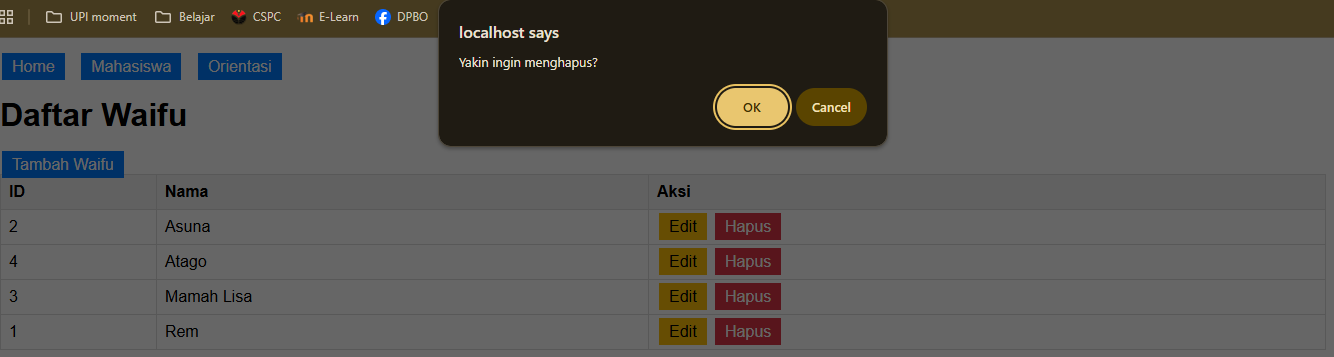 UPI moment Belajar CSPC E-Learn DPBO
localhost says
Yakin ingin menghapus?
OK Cancel
Home Mahasiswa Orientasi
Daftar Waifu
Tambah Waifu
ID Nama Aksi
2 Asuna Edit Hapus
4 Atago Edit Hapus
3 Mamah Lisa Edit Hapus
1 Rem Edit Hapus